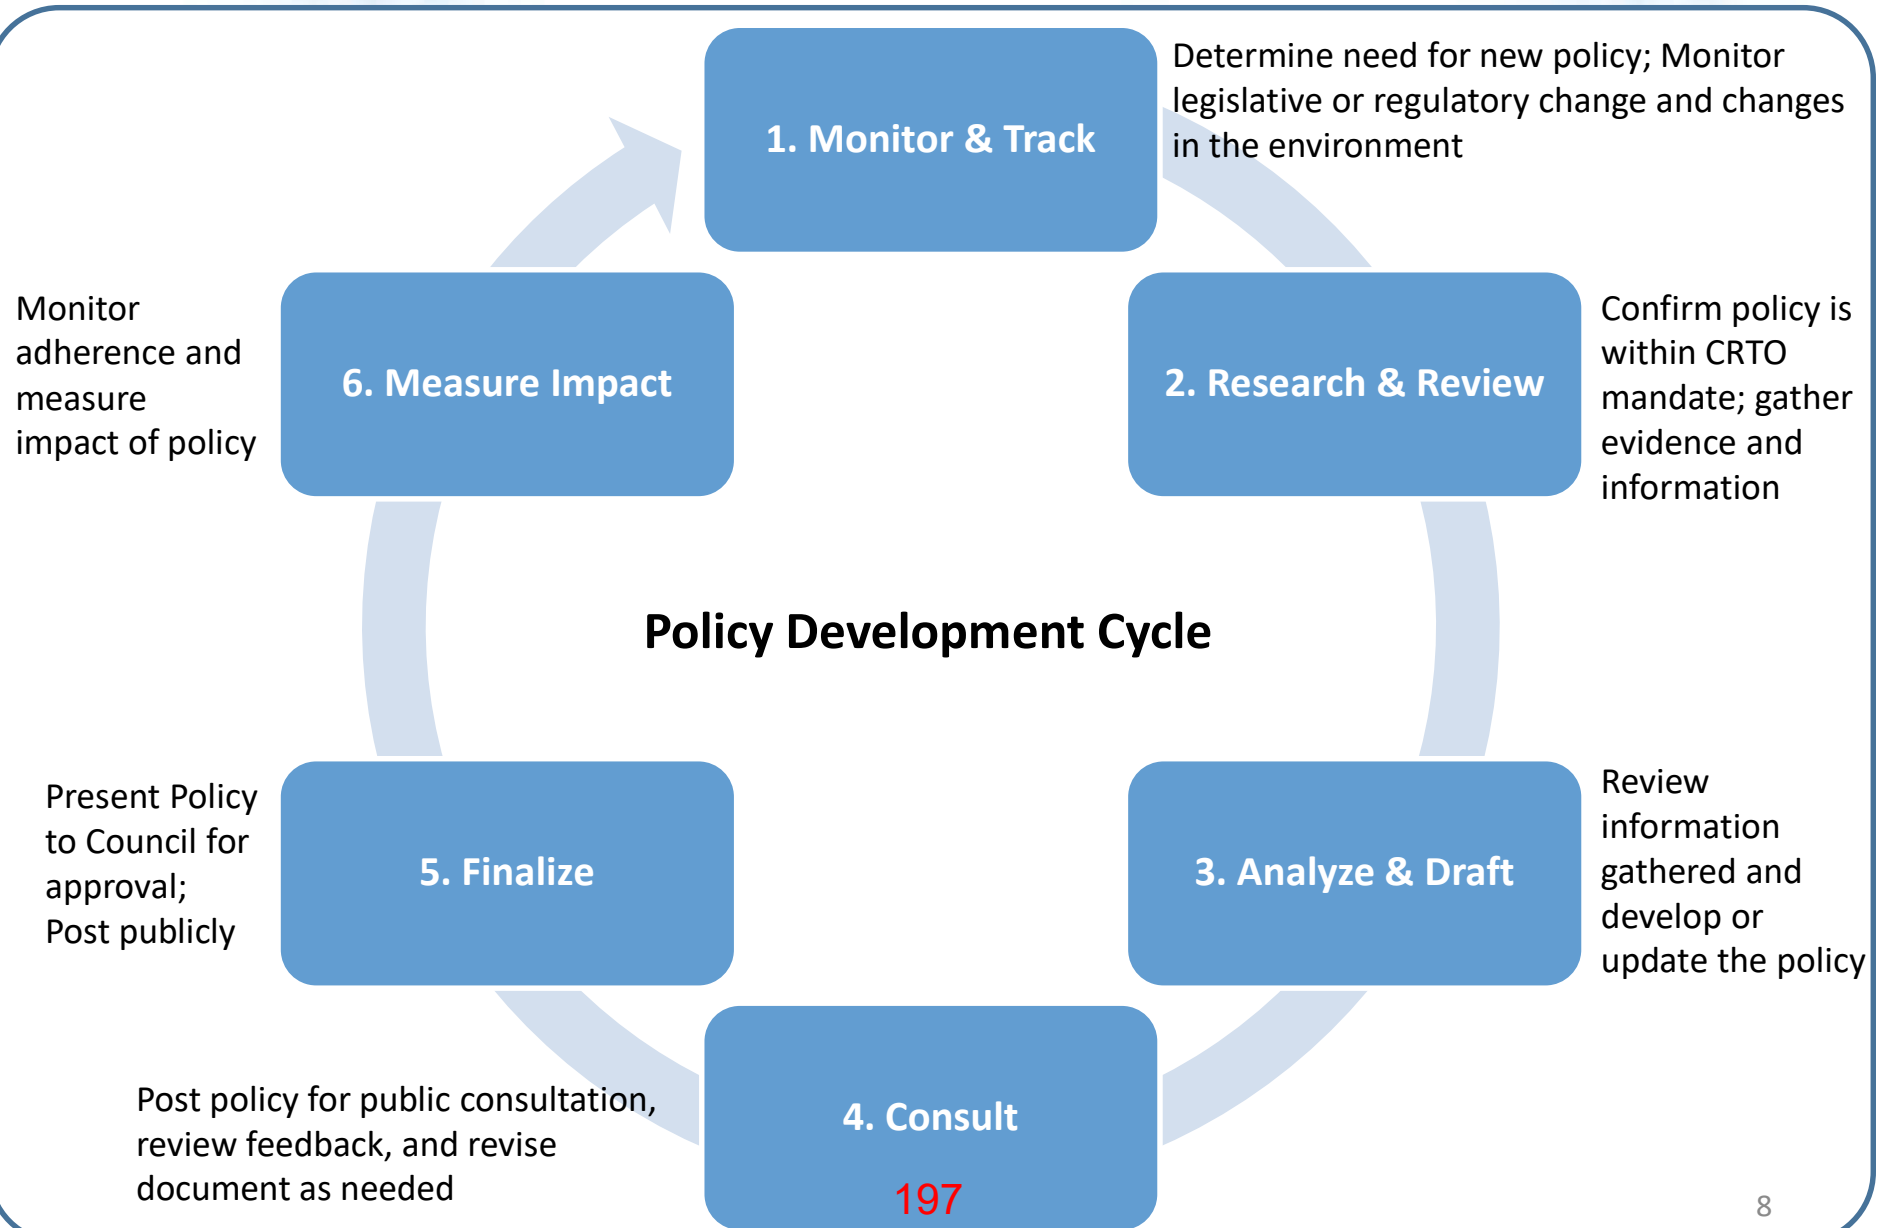 1. Monitor & Track
Determine need for new policy; Monitor
legislative or regulatory change and changes
in the environment
2. Research & Review
Confirm policy is
within CRTO
mandate; gather
evidence and
information
3. Analyze & Draft
Review
information
gathered and
develop or
update the policy
4. Consult
Post policy for public consultation,
review feedback, and revise
document as needed
5. Finalize
Present Policy
to Council for
approval;
Post publicly
6. Measure Impact
Monitor
adherence and
measure
impact of policy
Policy Development Cycle
197
8